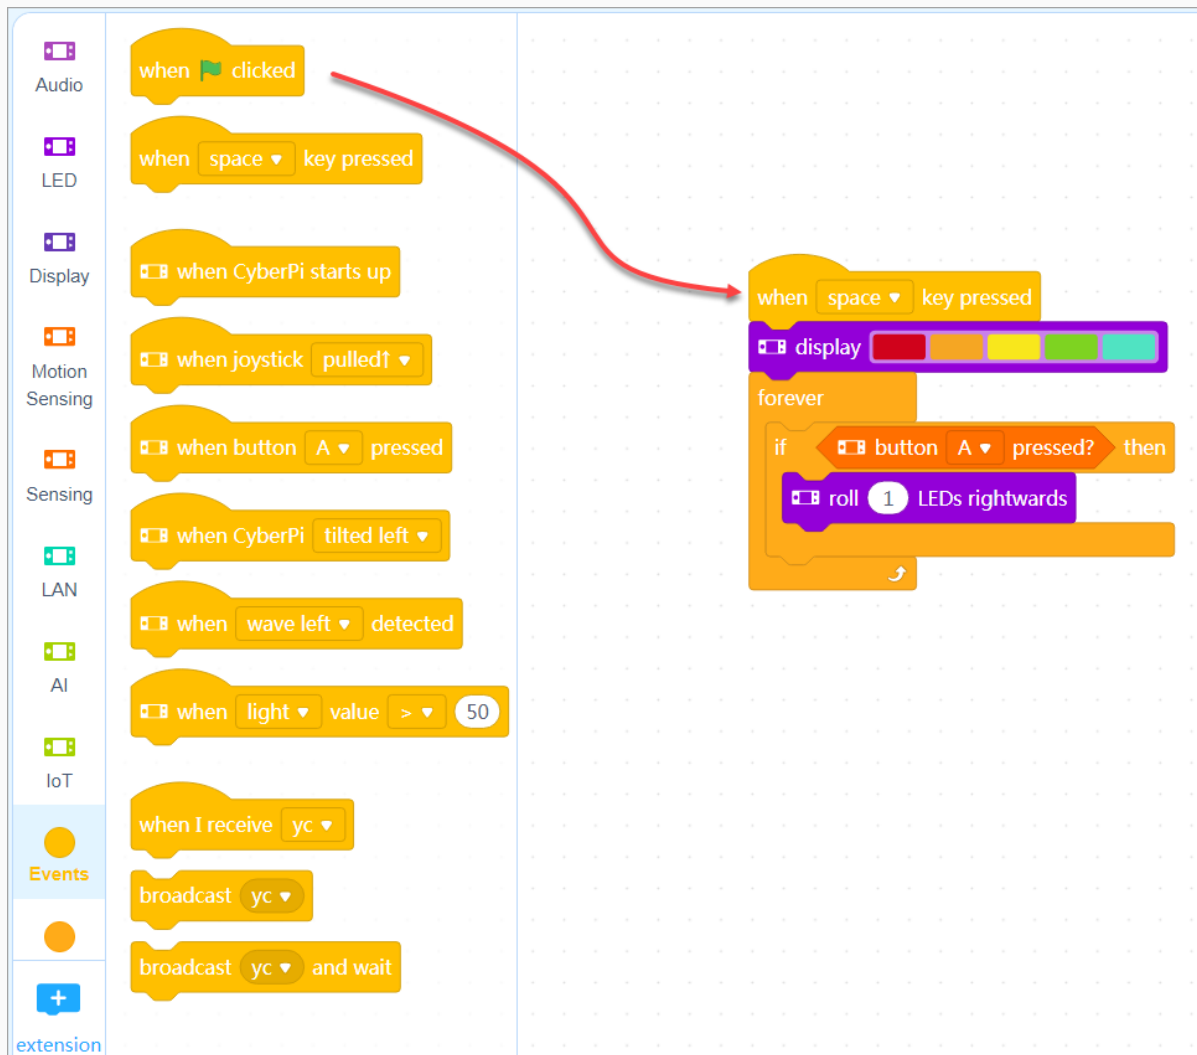 Audio
LED
Display
Motion
Sensing
Sensing
LAN
AI
IoT
Events
+
extension
when clicked
when space ▼ key pressed
when CyberPi starts up
when joystick pulled↑ ▼
when button A ▼ pressed
when CyberPi tilted left ▼
when wave left ▼ detected
when light ▼ value > ▼ 50
when I receive yc ▼
broadcast yc ▼
broadcast yc ▼ and wait
when space ▼ key pressed
display
forever
if button A ▼ pressed? then
roll 1 LEDs rightwards